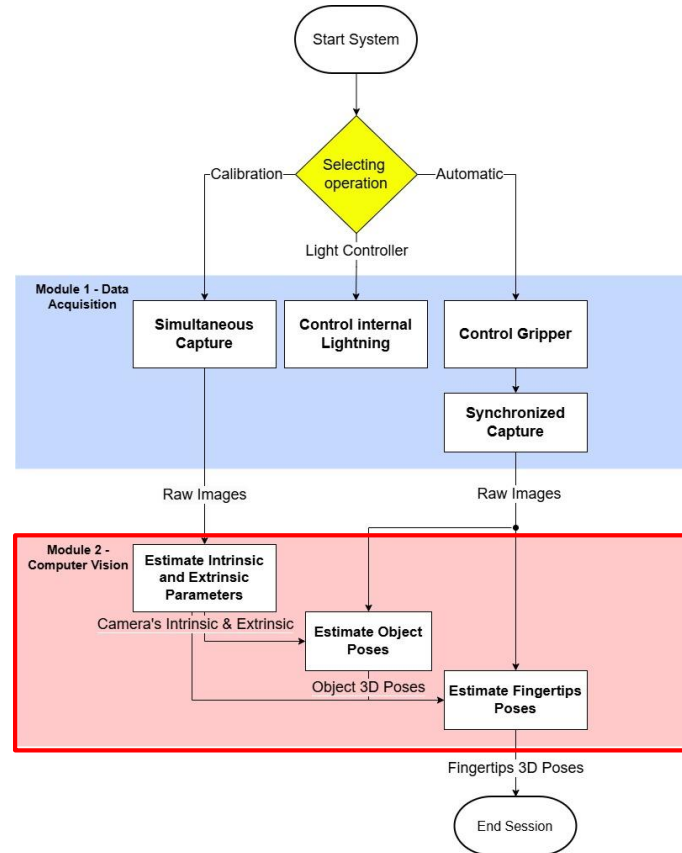 Start System
Selecting
operation
Calibration
Automatic
Light Controller
Module 1 - Data
Acquisition
Simultaneous
Capture
Control internal
Lightning
Control Gripper
Synchronized
Capture
Raw Images
Raw Images
Module 2 -
Computer Vision
Estimate Intrinsic
and Extrinsic
Parameters
Camera's Intrinsic & Extrinsic
Estimate Object
Poses
Object 3D Poses
Estimate Fingertips
Poses
Fingertips 3D Poses
End Session